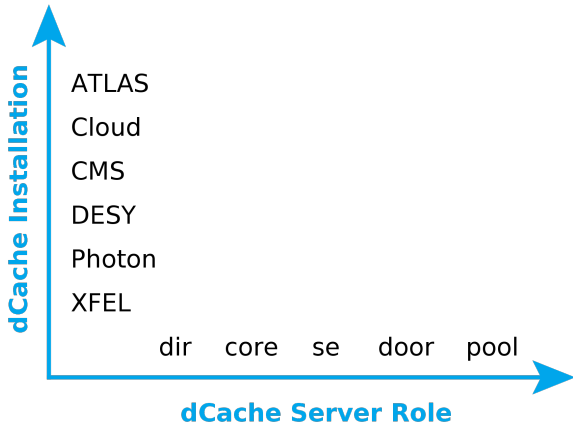 dCache Installation
ATLAS
Cloud
CMS
DESY
Photon
XFEL
dir core se door pool
dCache Server Role